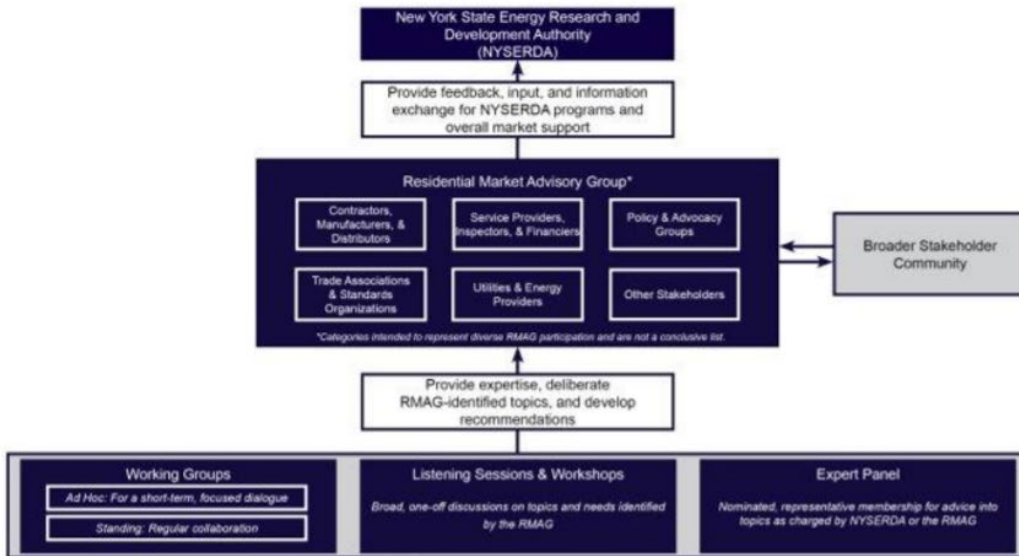 New York State Energy Research and
Development Authority
(NYSERDA)
Provide feedback, input, and information
exchange for NYSERDA programs and
overall market support
Residential Market Advisory Group*
Contractors,
Manufacturers, &
Distributors
Service Providers,
Inspectors, & Financiers
Policy & Advocacy
Groups
Trade Associations
& Standards
Organizations
Utilities & Energy
Providers
Other Stakeholders
*Categories intended to represent diverse RMAG participation and are not a conclusive list.
Broader Stakeholder
Community
Provide expertise, deliberate
RMAG-identified topics, and develop
recommendations
Working Groups
Ad Hoc: For a short-term, focused dialogue
Standing: Regular collaboration
Listening Sessions & Workshops
Broad, one-off discussions on topics and needs identified
by the RMAG
Expert Panel
Nominated, representative membership for advice into
topics as charged by NYSERDA or the RMAG